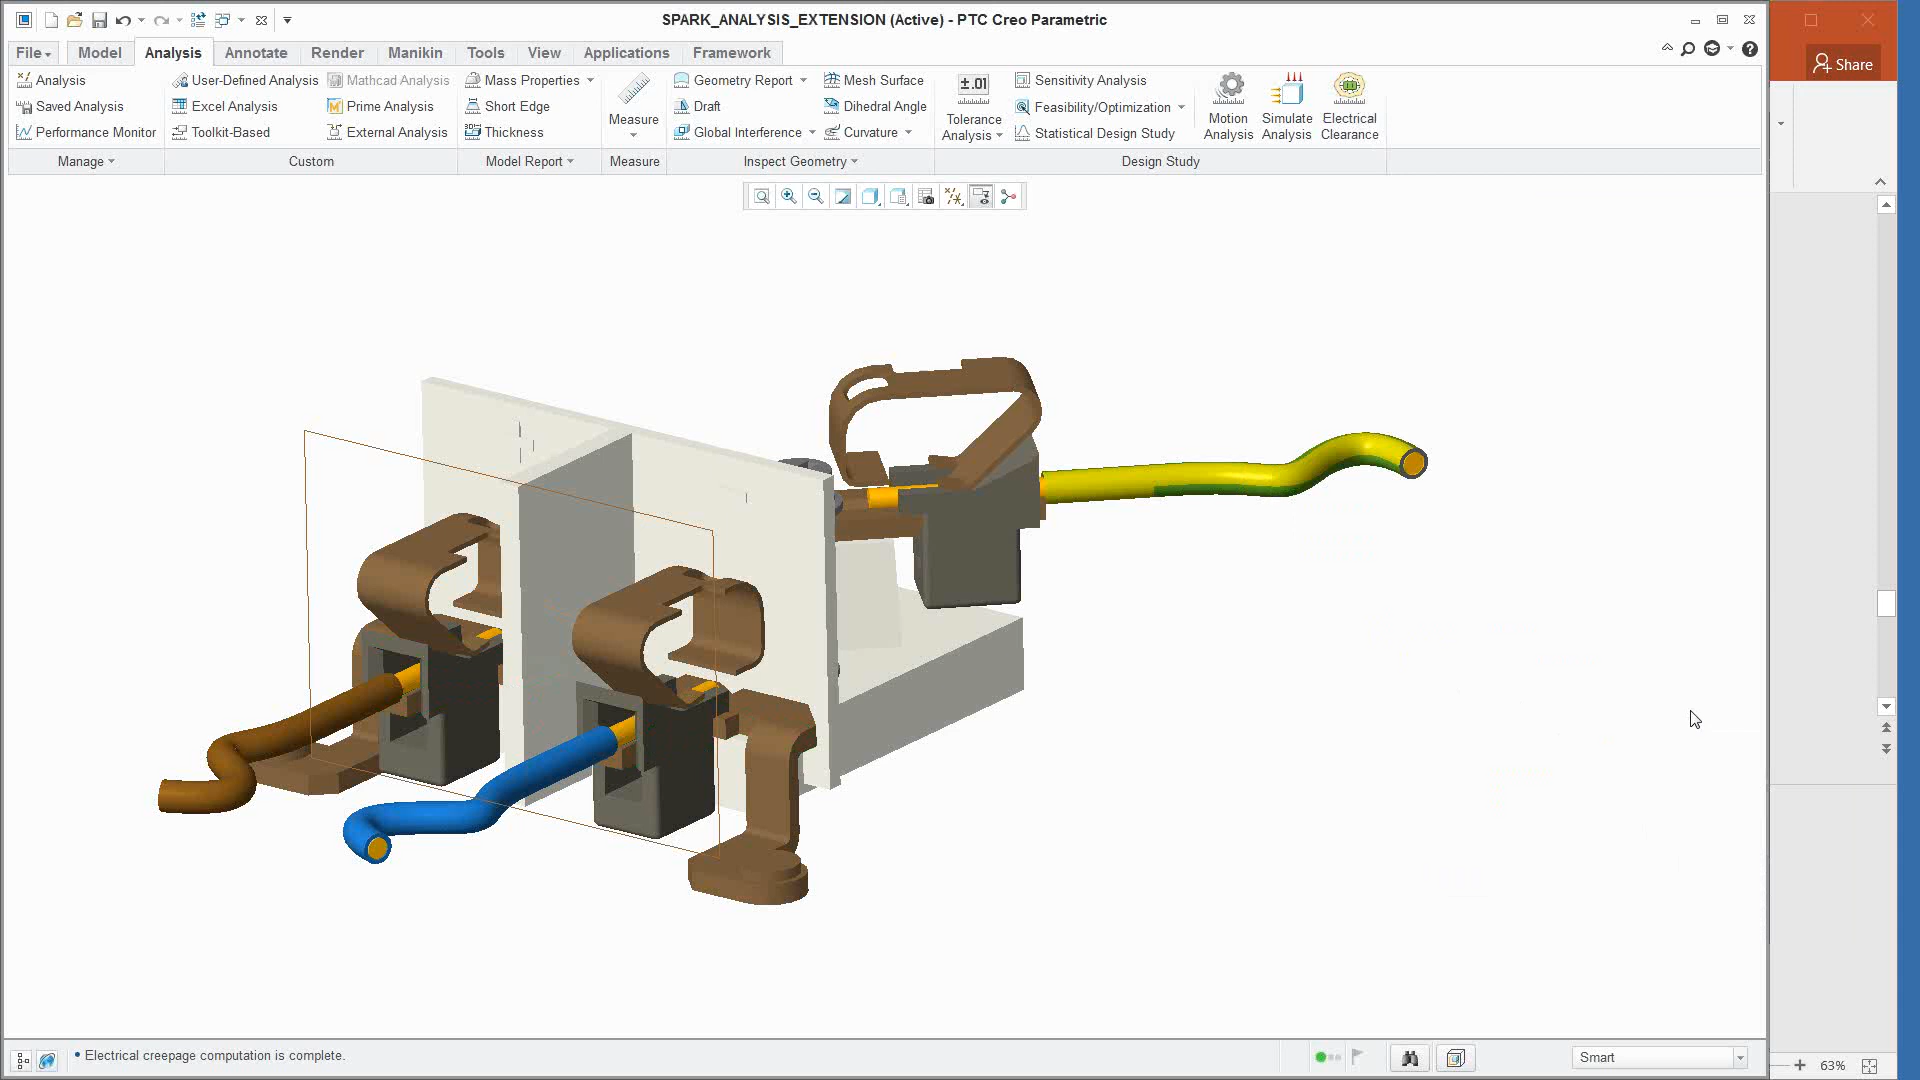 SPARK_ANALYSIS_EXTENSION (Active) - PTC Creo Parametric
File Model Analysis Annotate Render Manikin Tools View Applications Framework
Share
Analysis User-Defined Analysis Mathcad Analysis Mass Properties Geometry Report Mesh Surface Sensitivity Analysis
Saved Analysis Excel Analysis Prime Analysis Short Edge Draft Dihedral Angle Feasibility/Optimization
Performance Monitor Toolkit-Based External Analysis Thickness Global Interference Curvature Statistical Design Study
Measure
±.01
Tolerance
Analysis
Motion
Analysis
Simulate
Analysis
Electrical
Clearance
Manage Custom Model Report Measure Inspect Geometry Design Study
Electrical creepage computation is complete.
Smart
63%